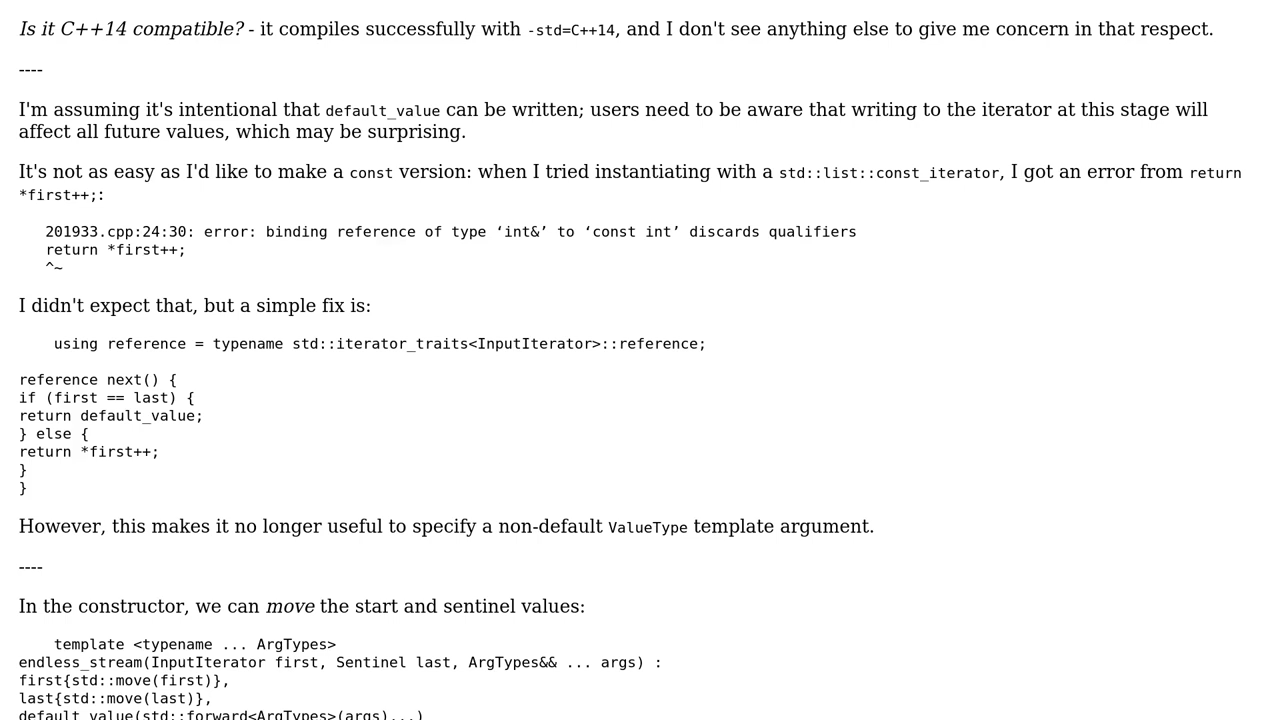 Is it C++14 compatible? - it compiles successfully with -std=C++14, and I don't see anything else to give me concern in that respect.
----
I'm assuming it's intentional that default_value can be written; users need to be aware that writing to the iterator at this stage will
affect all future values, which may be surprising.
It's not as easy as I'd like to make a const version: when I tried instantiating with a std::list::const_iterator, I got an error from return
*first++;:
201933.cpp:24:30: error: binding reference of type ‘int&’ to ‘const int’ discards qualifiers
return *first++;
^~
I didn't expect that, but a simple fix is:
using reference = typename std::iterator_traits<InputIterator>::reference;
reference next() {
if (first == last) {
return default_value;
} else {
return *first++;
}
}
However, this makes it no longer useful to specify a non-default ValueType template argument.
----
In the constructor, we can move the start and sentinel values:
template <typename ... ArgTypes>
endless_stream(InputIterator first, Sentinel last, ArgTypes&& ... args) :
first{std::move(first)},
last{std::move(last)},
default_value(std::forward<ArgTypes>(args)...)